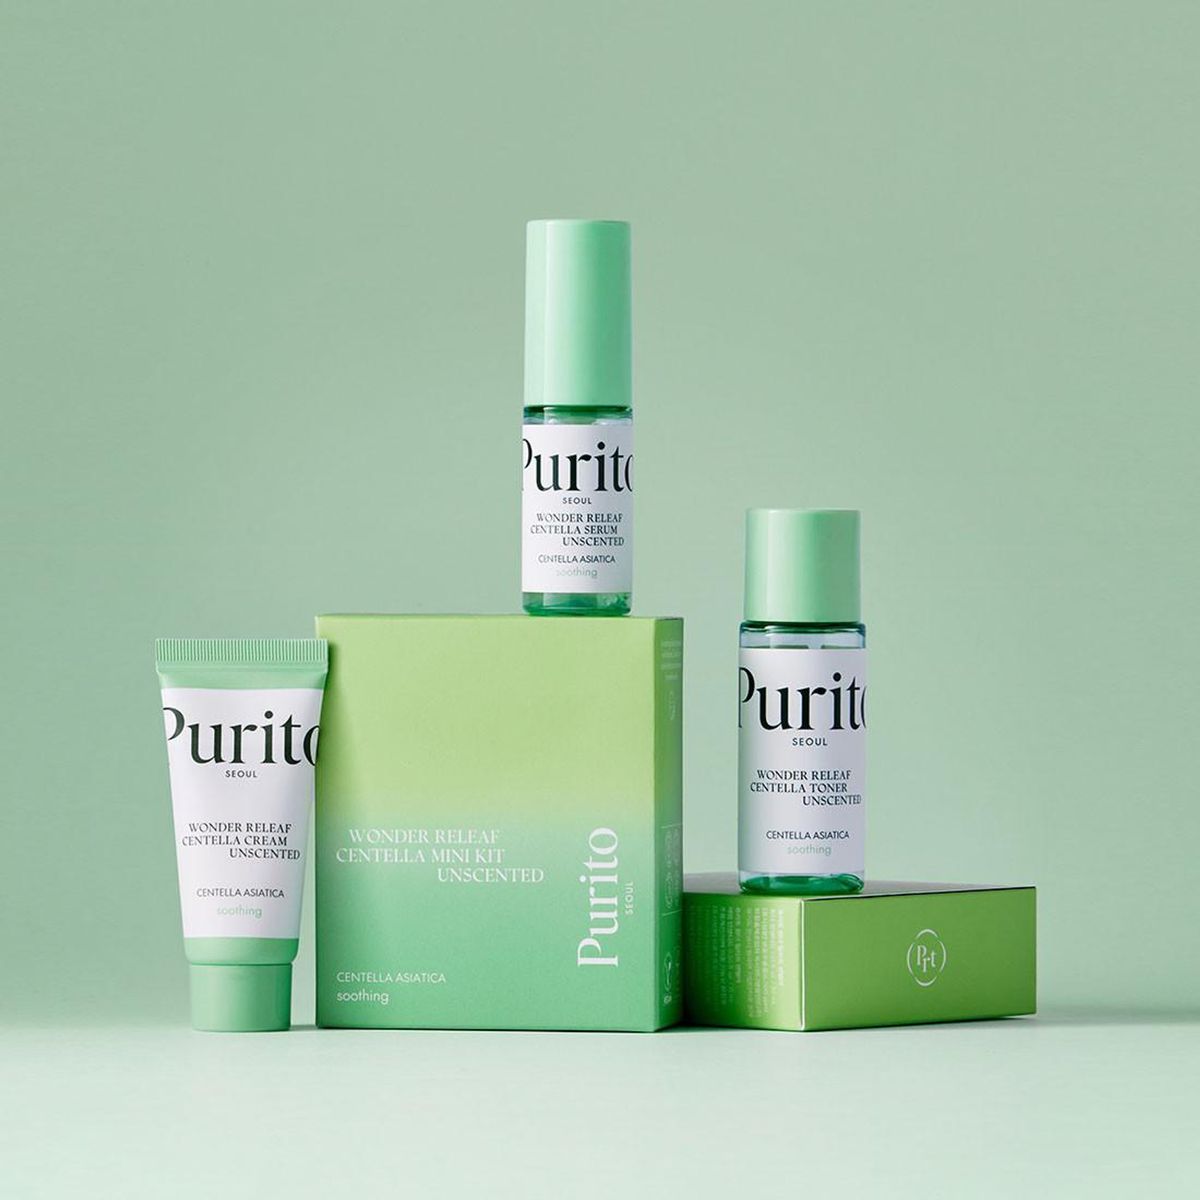 Purito
SEOUL
WONDER RELEAF
CENTELLA SERUM
UNSCENTED
CENTELLA ASIATICA
soothing
Purito
SEOUL
WONDER RELEAF
CENTELLA CREAM
UNSCENTED
CENTELLA ASIATICA
soothing
WONDER RELEAF
CENTELLA MINI KIT
UNSCENTED
Purito
SEOUL
CENTELLA ASIATICA
soothing
Purito
SEOUL
WONDER RELEAF
CENTELLA TONER
UNSCENTED
CENTELLA ASIATICA
soothing
Prt